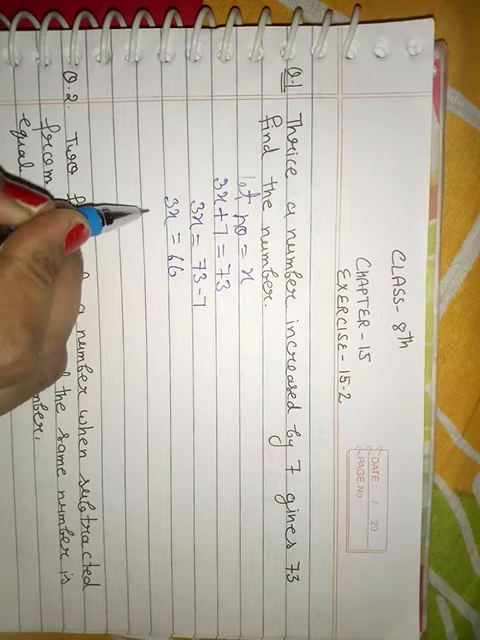 CLASS - 8th
CHAPTER - 15
EXERCISE - 15.2
DATE: / 20
PAGE No
Q.1 Thrice a number increased by 7 gines 73
find the number.
let no = x
3x + 7 = 73
3x = 73 - 7
3x = 66
Q.2. Two a number when subtracted
from the same number is
equal